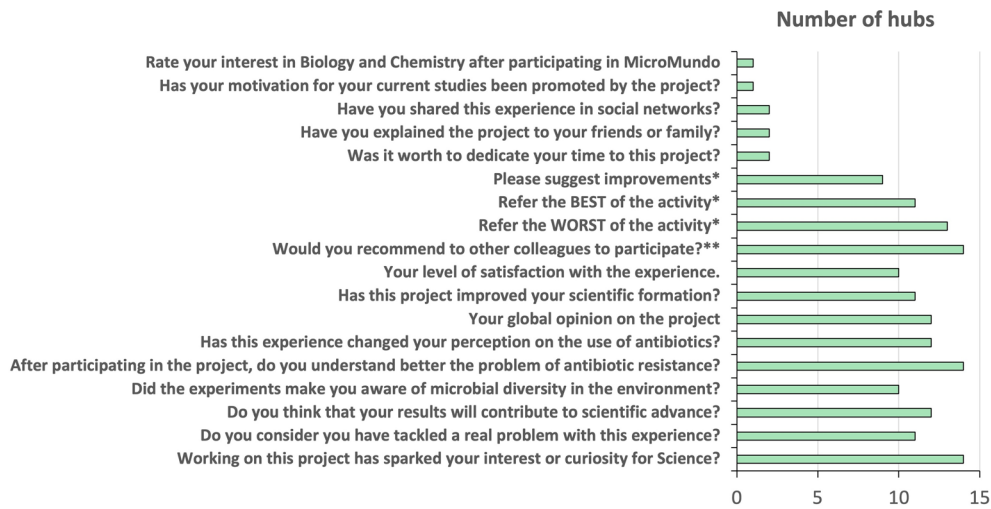 Number of hubs
Rate your interest in Biology and Chemistry after participating in MicroMundo
Has your motivation for your current studies been promoted by the project?
Have you shared this experience in social networks?
Have you explained the project to your friends or family?
Was it worth to dedicate your time to this project?
Please suggest improvements*
Refer the BEST of the activity*
Refer the WORST of the activity*
Would you recommend to other colleagues to participate?**
Your level of satisfaction with the experience.
Has this project improved your scientific formation?
Your global opinion on the project
Has this experience changed your perception on the use of antibiotics?
After participating in the project, do you understand better the problem of antibiotic resistance?
Did the experiments make you aware of microbial diversity in the environment?
Do you think that your results will contribute to scientific advance?
Do you consider you have tackled a real problem with this experience?
Working on this project has sparked your interest or curiosity for Science?
0 5 10 15